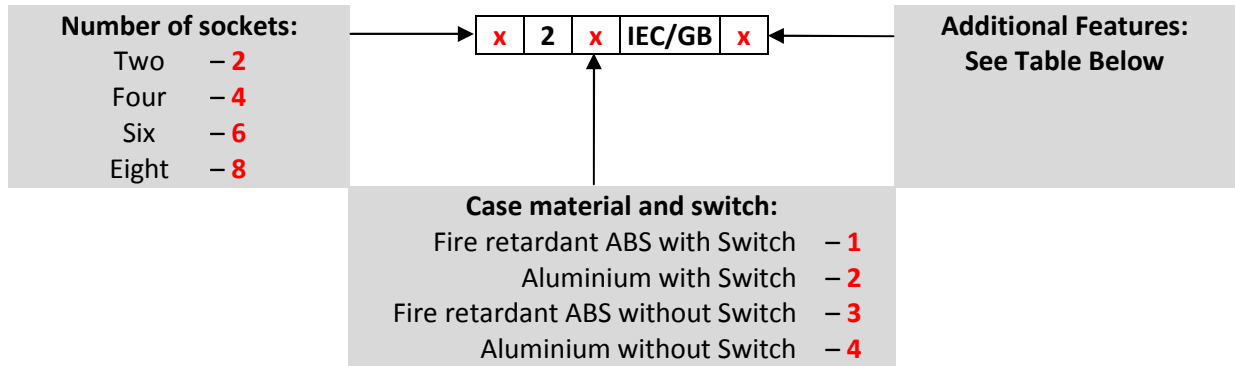 Number of sockets:
Two – 2
Four – 4
Six – 6
Eight – 8
x 2 x IEC/GB x
Additional Features:
See Table Below
Case material and switch:
Fire retardant ABS with Switch – 1
Aluminium with Switch – 2
Fire retardant ABS without Switch – 3
Aluminium without Switch – 4